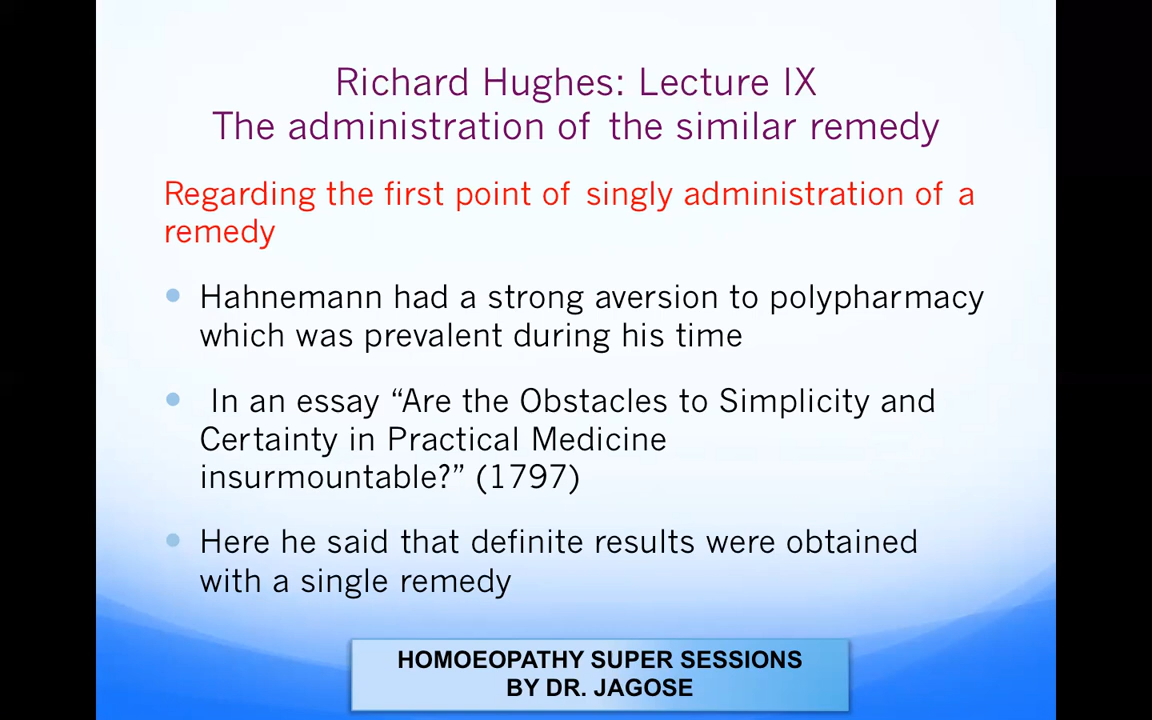 Richard Hughes: Lecture IX
The administration of the similar remedy
Regarding the first point of singly administration of a
remedy
Hahnemann had a strong aversion to polypharmacy
which was prevalent during his time
In an essay “Are the Obstacles to Simplicity and
Certainty in Practical Medicine
insurmountable?” (1797)
Here he said that definite results were obtained
with a single remedy
HOMOEOPATHY SUPER SESSIONS
BY DR. JAGOSE